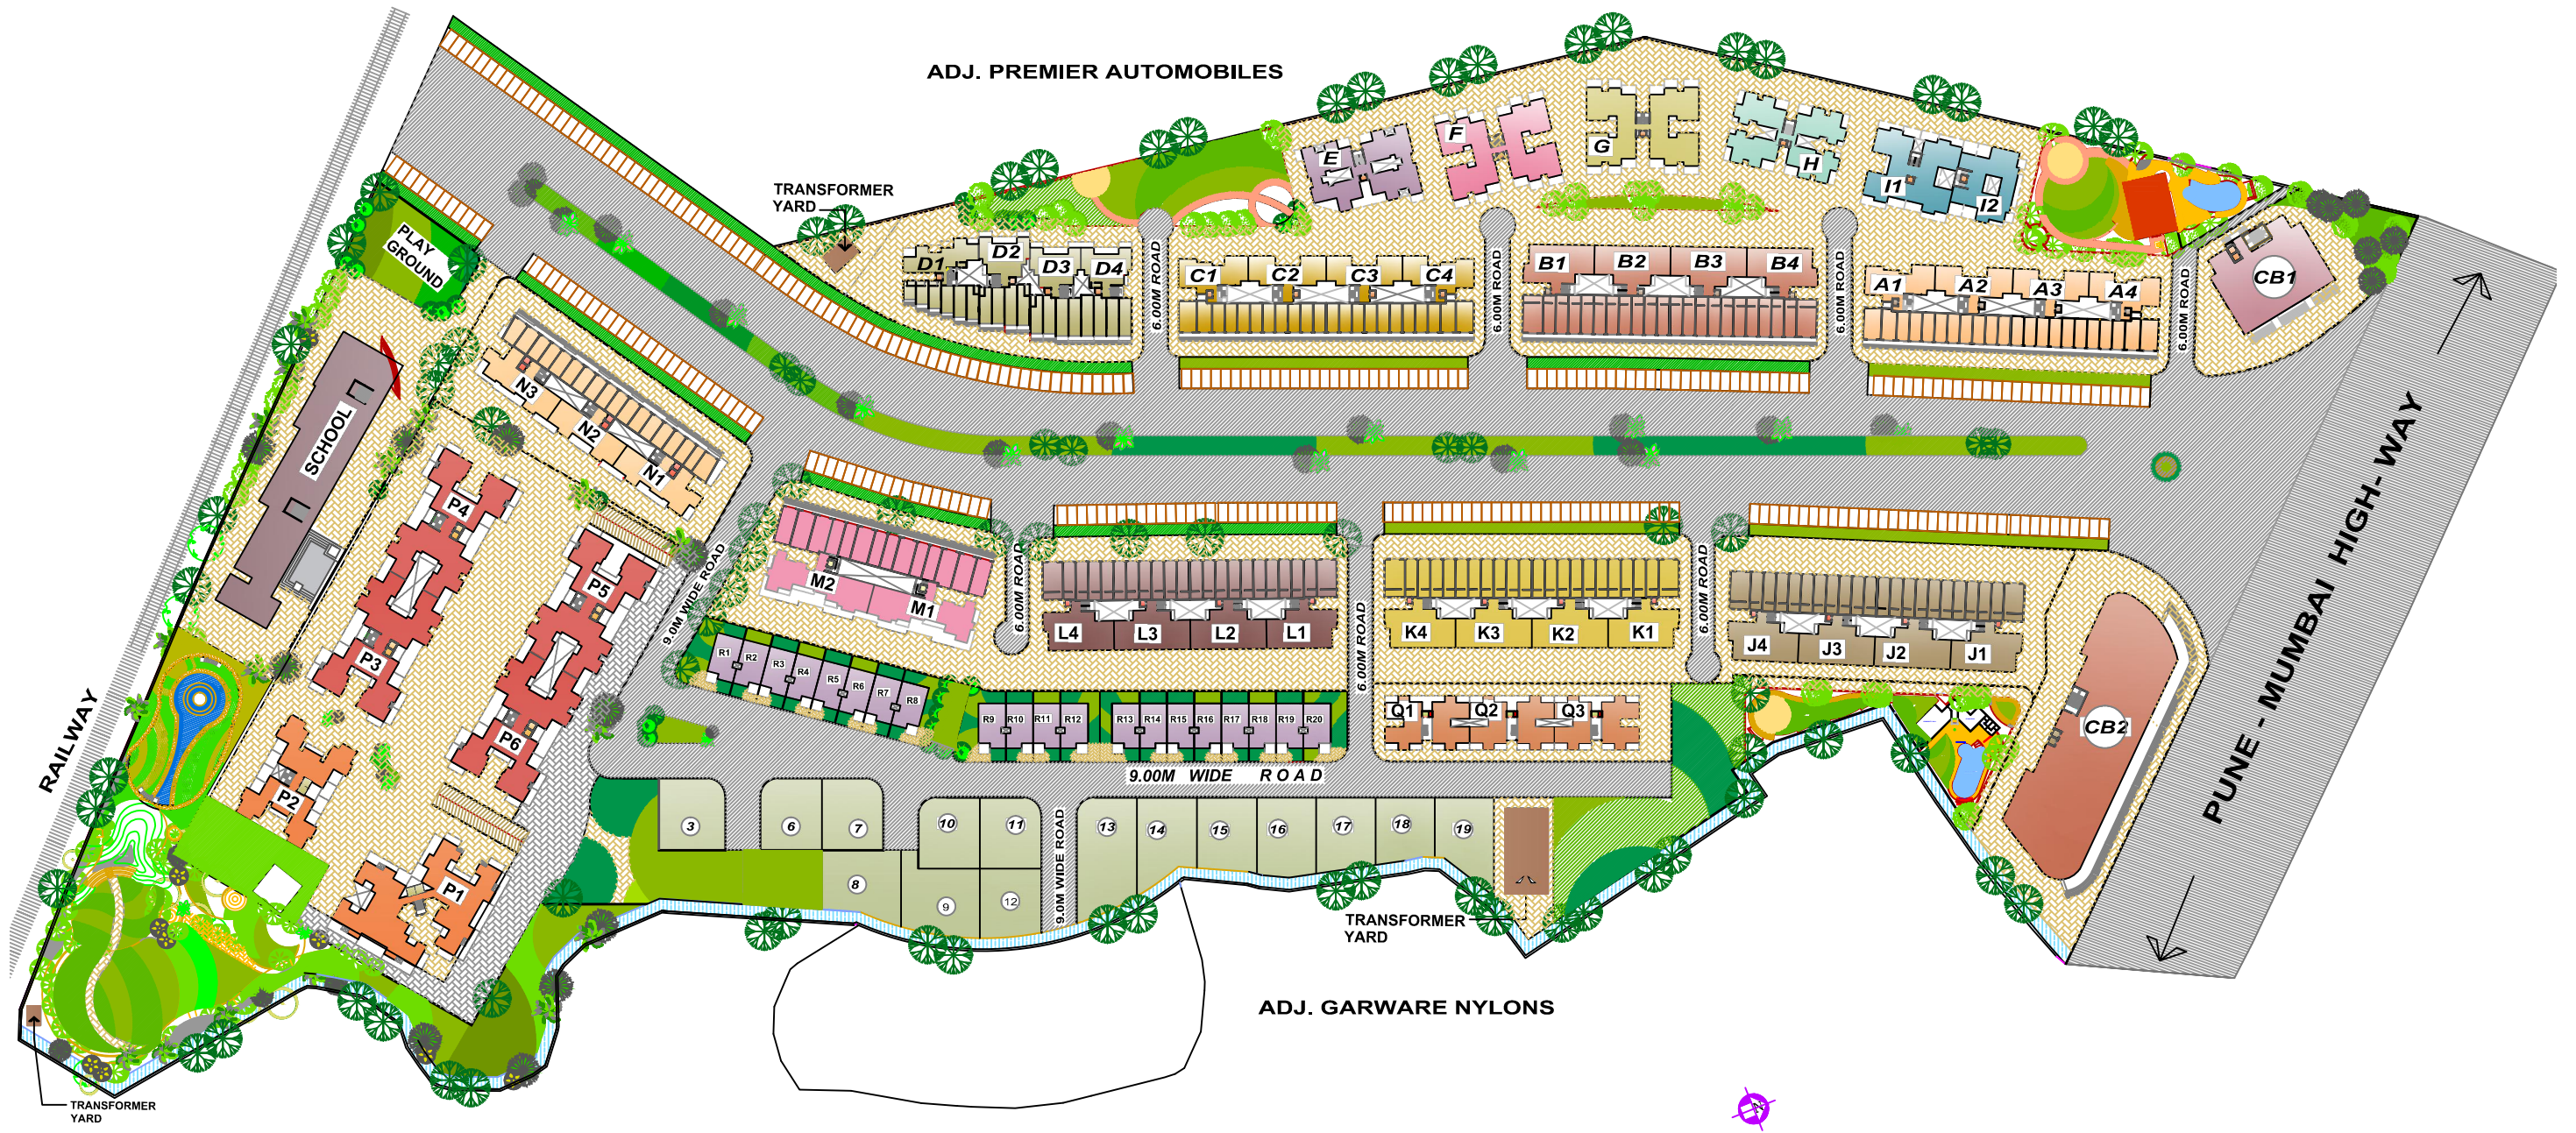 ADJ. PREMIER AUTOMOBILES
TRANSFORMER
YARD
PLAY
GROUND
SCHOOL
RAILWAY
N3
N2
N1
P4
P3
P5
P6
P2
P1
TRANSFORMER
YARD
D1
D2
D3
D4
6.00M ROAD
C1
C2
C3
C4
6.00M ROAD
B1
B2
B3
B4
6.00M ROAD
A1
A2
A3
A4
6.00M ROAD
E
F
G
H
I1
I2
CB1
PUNE - MUMBAI HIGH-WAY
9.0M WIDE ROAD
M2
M1
6.00M ROAD
L4
L3
L2
L1
6.00M ROAD
K4
K3
K2
K1
6.00M ROAD
J4
J3
J2
J1
CB2
R1
R2
R3
R4
R5
R6
R7
R8
R9
R10
R11
R12
R13
R14
R15
R16
R17
R18
R19
R20
Q1
Q2
Q3
9.00M WIDE ROAD
3
6
7
8
9
10
11
12
9.0M WIDE ROAD
13
14
15
16
17
18
19
TRANSFORMER
YARD
ADJ. GARWARE NYLONS
N